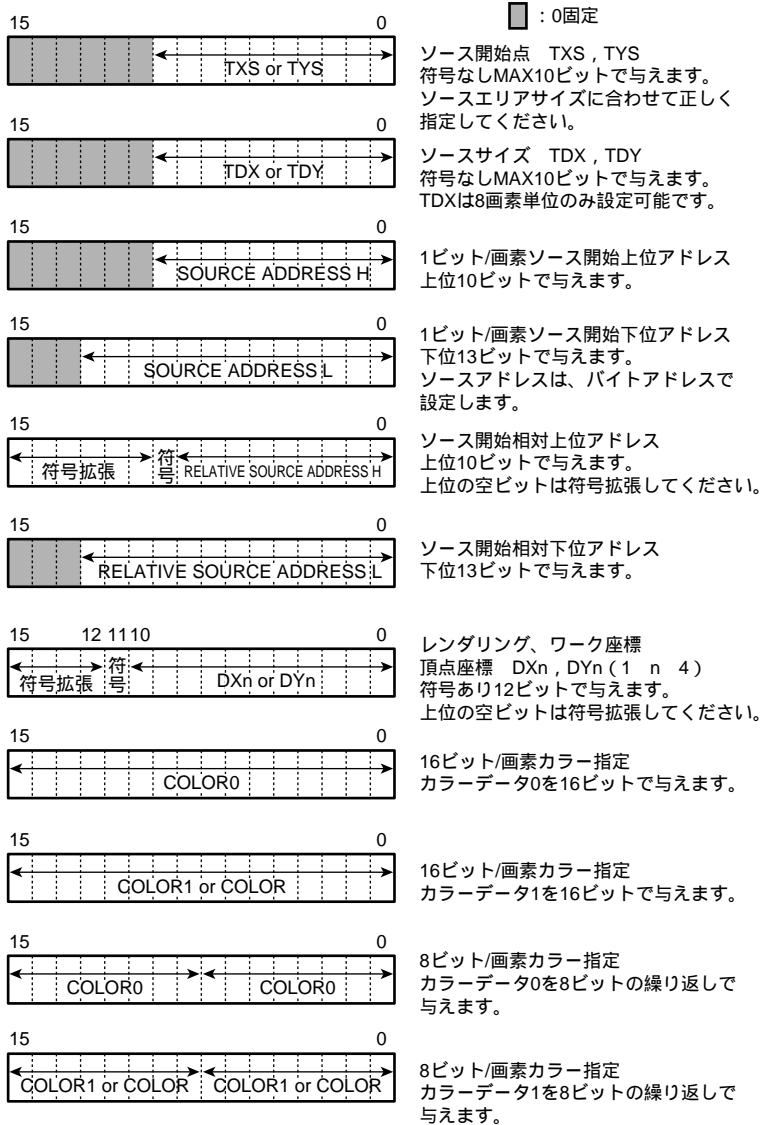 ：0固定
15 0
TXS or TYS
ソース開始点　TXS，TYS
符号なしMAX10ビットで与えます。
ソースエリアサイズに合わせて正しく
指定してください。
15 0
TDX or TDY
ソースサイズ　TDX，TDY
符号なしMAX10ビットで与えます。
TDXは8画素単位のみ設定可能です。
15 0
SOURCE ADDRESS H
1ビット/画素ソース開始上位アドレス
上位10ビットで与えます。
15 0
SOURCE ADDRESS L
1ビット/画素ソース開始下位アドレス
下位13ビットで与えます。
ソースアドレスは、バイトアドレスで
設定します。
15 0
符号拡張 符号 RELATIVE SOURCE ADDRESS H
ソース開始相対上位アドレス
上位10ビットで与えます。
上位の空ビットは符号拡張してください。
15 0
RELATIVE SOURCE ADDRESS L
ソース開始相対下位アドレス
下位13ビットで与えます。
15 12 11 10 0
符号拡張 符号 DXn or DYn
レンダリング、ワーク座標
頂点座標　DXn，DYn（1　n　4）
符号あり12ビットで与えます。
上位の空ビットは符号拡張してください。
15 0
COLOR0
16ビット/画素カラー指定
カラーデータ0を16ビットで与えます。
15 0
COLOR1 or COLOR
16ビット/画素カラー指定
カラーデータ1を16ビットで与えます。
15 0
COLOR0 COLOR0
8ビット/画素カラー指定
カラーデータ0を8ビットの繰り返しで
与えます。
15 0
COLOR1 or COLOR COLOR1 or COLOR
8ビット/画素カラー指定
カラーデータ1を8ビットの繰り返しで
与えます。